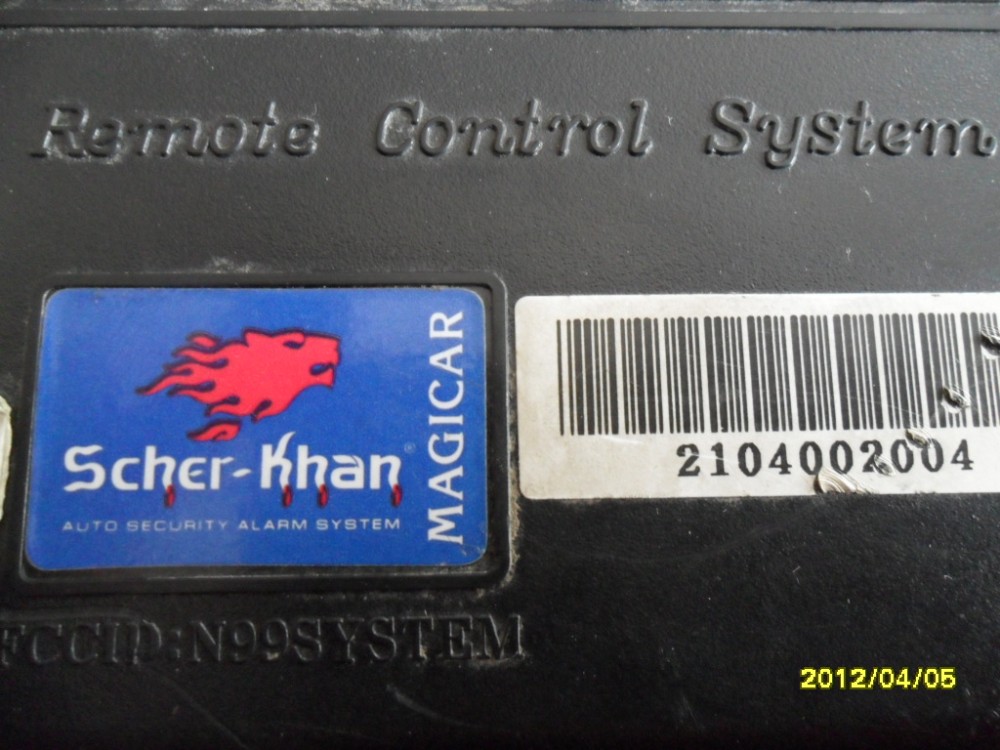 Remote Control System
MAGICAR
Scher-Khan®
AUTO SECURITY ALARM SYSTEM
2104002004
FCCID:N99SYSTEM
2012/04/05